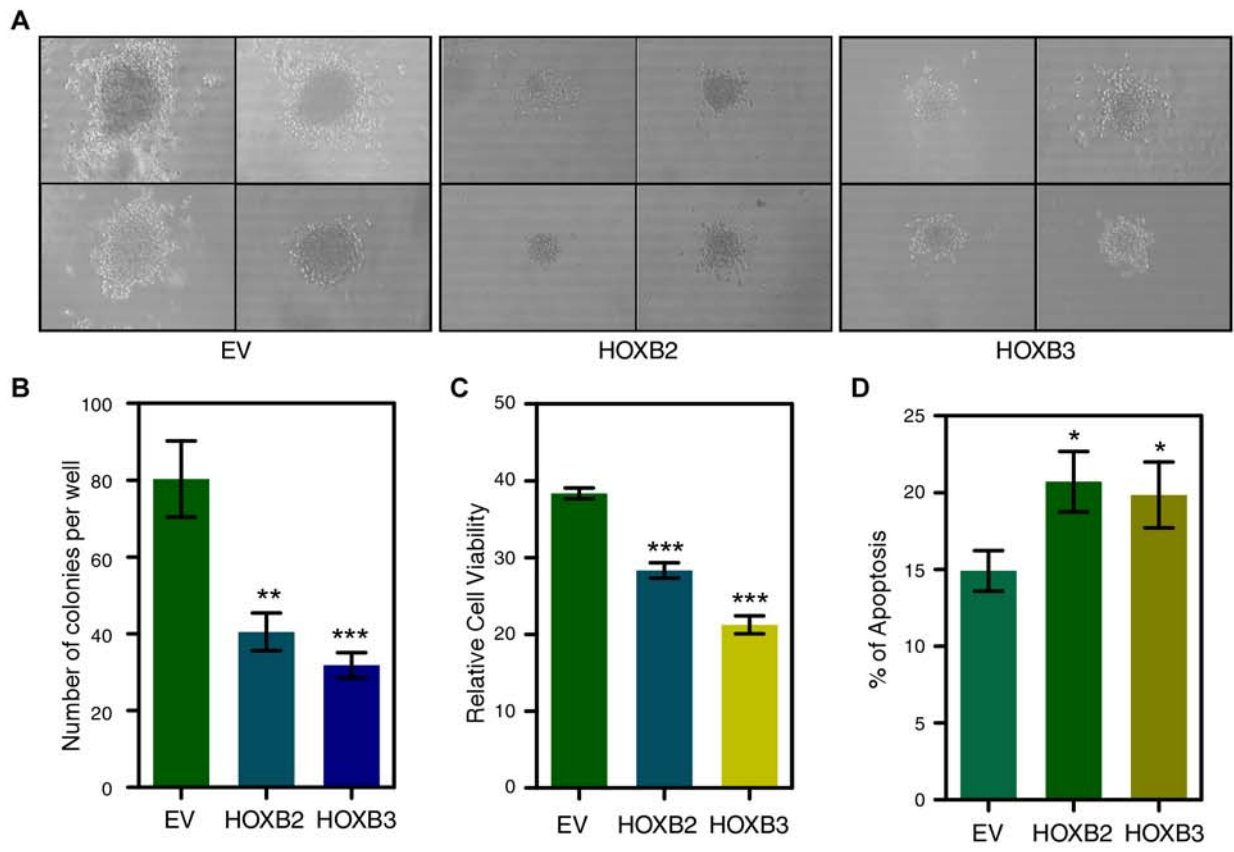 A
EV
HOXB2
HOXB3
B
Number of colonies per well
100
80
60
40
20
0
**
***
EV
HOXB2
HOXB3
C
Relative Cell Viability
50
40
30
20
10
0
***
***
EV
HOXB2
HOXB3
D
% of Apoptosis
25
20
15
10
5
0
*
*
EV
HOXB2
HOXB3